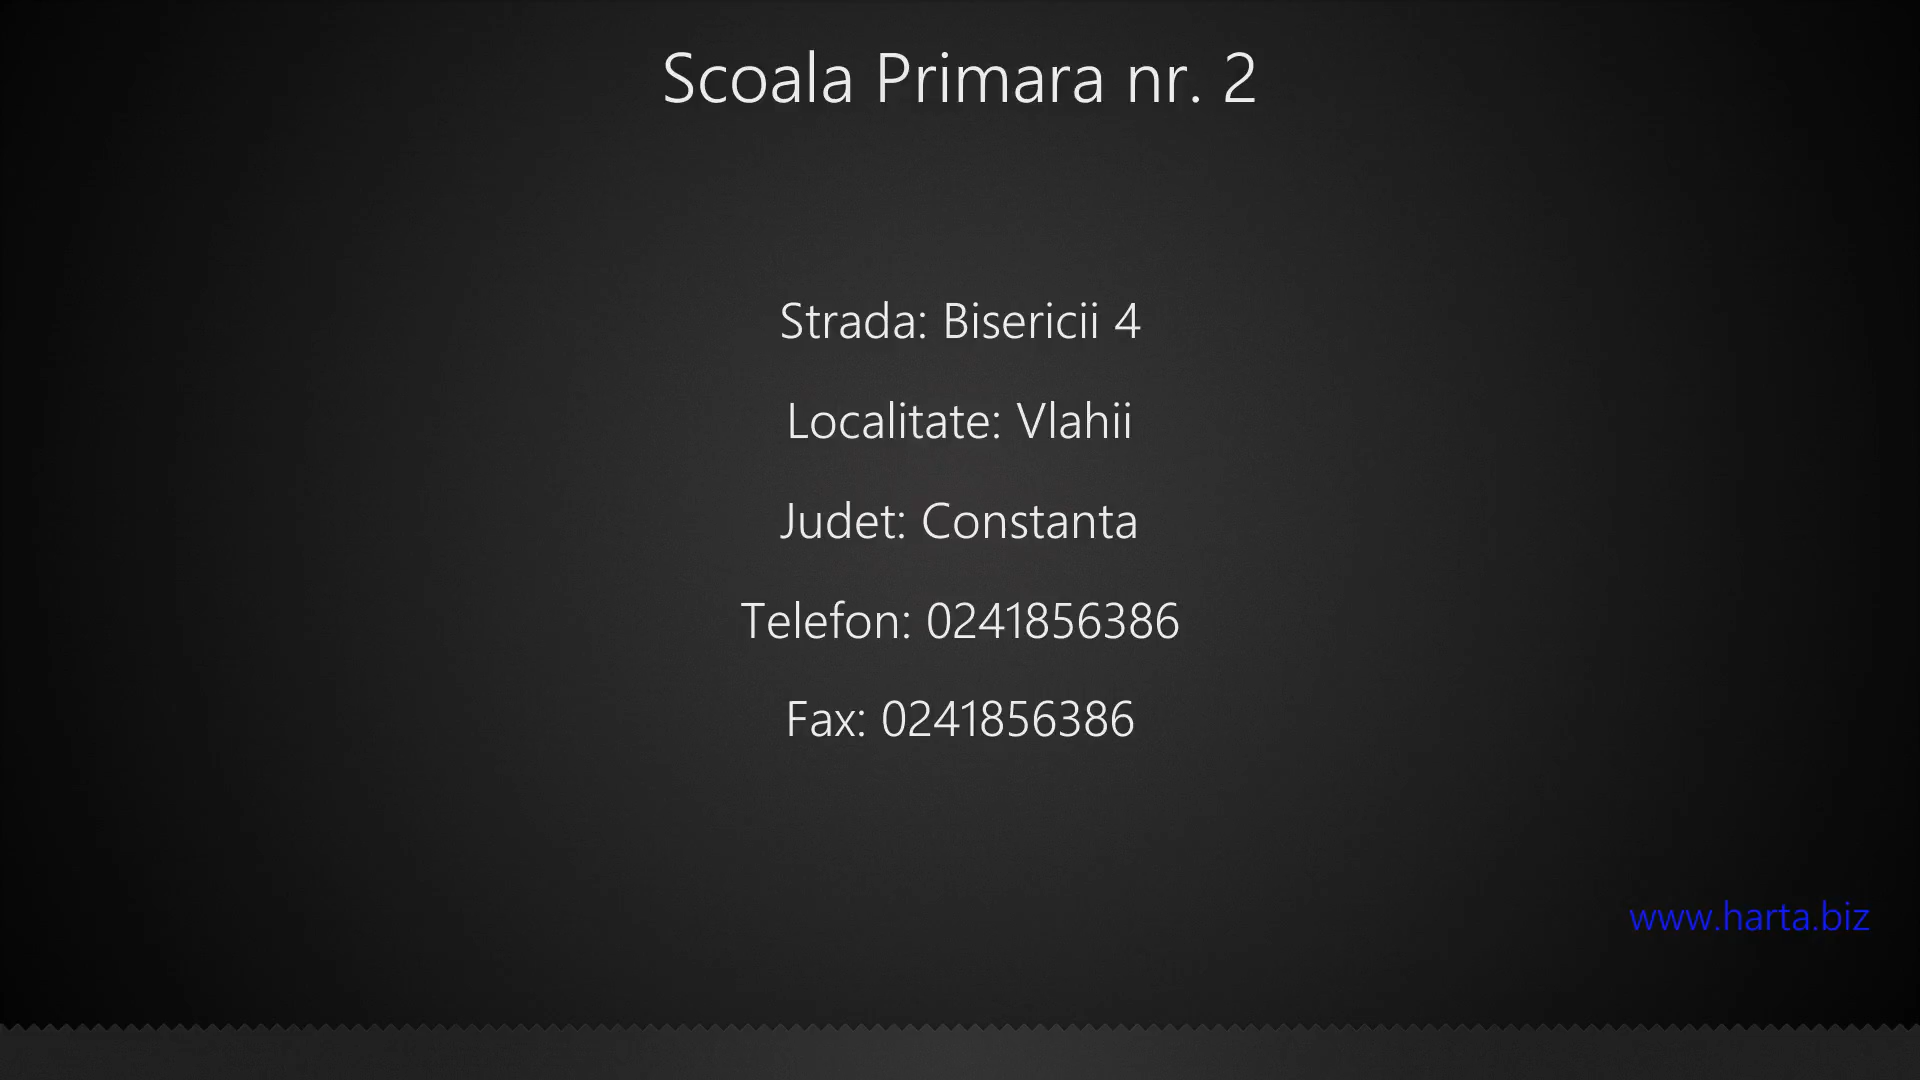 Scoala Primara nr. 2
Strada: Bisericii 4
Localitate: Vlahii
Judet: Constanta
Telefon: 0241856386
Fax: 0241856386
www.harta.biz